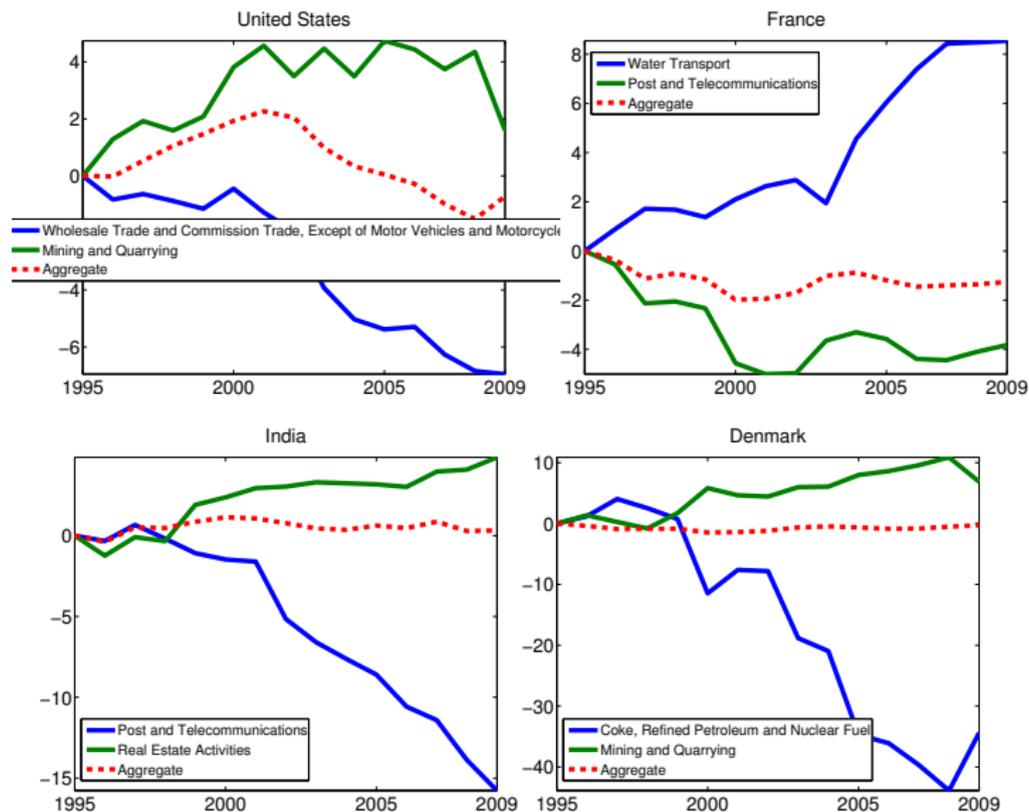 United States
4
2
0
Wholesale Trade and Commission Trade, Except of Motor Vehicles and Motorcycle
Mining and Quarrying
Aggregate
−4
−6
1995 2000 2005 2009
France
8
6
4
2
0
−2
−4
Water Transport
Post and Telecommunications
Aggregate
1995 2000 2005 2009
India
0
−5
−10
−15
Post and Telecommunications
Real Estate Activities
Aggregate
1995 2000 2005 2009
Denmark
10
0
−10
−20
−30
−40
Coke, Refined Petroleum and Nuclear Fuel
Mining and Quarrying
Aggregate
1995 2000 2005 2009